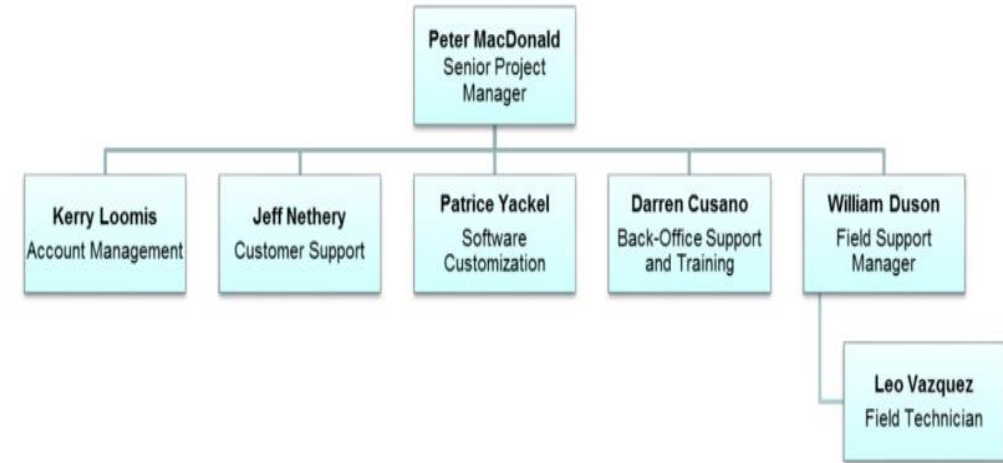 Peter MacDonald
Senior Project
Manager
Kerry Loomis
Account Management
Jeff Nethery
Customer Support
Patrice Yackel
Software
Customization
Darren Cusano
Back-Office Support
and Training
William Duson
Field Support
Manager
Leo Vazquez
Field Technician